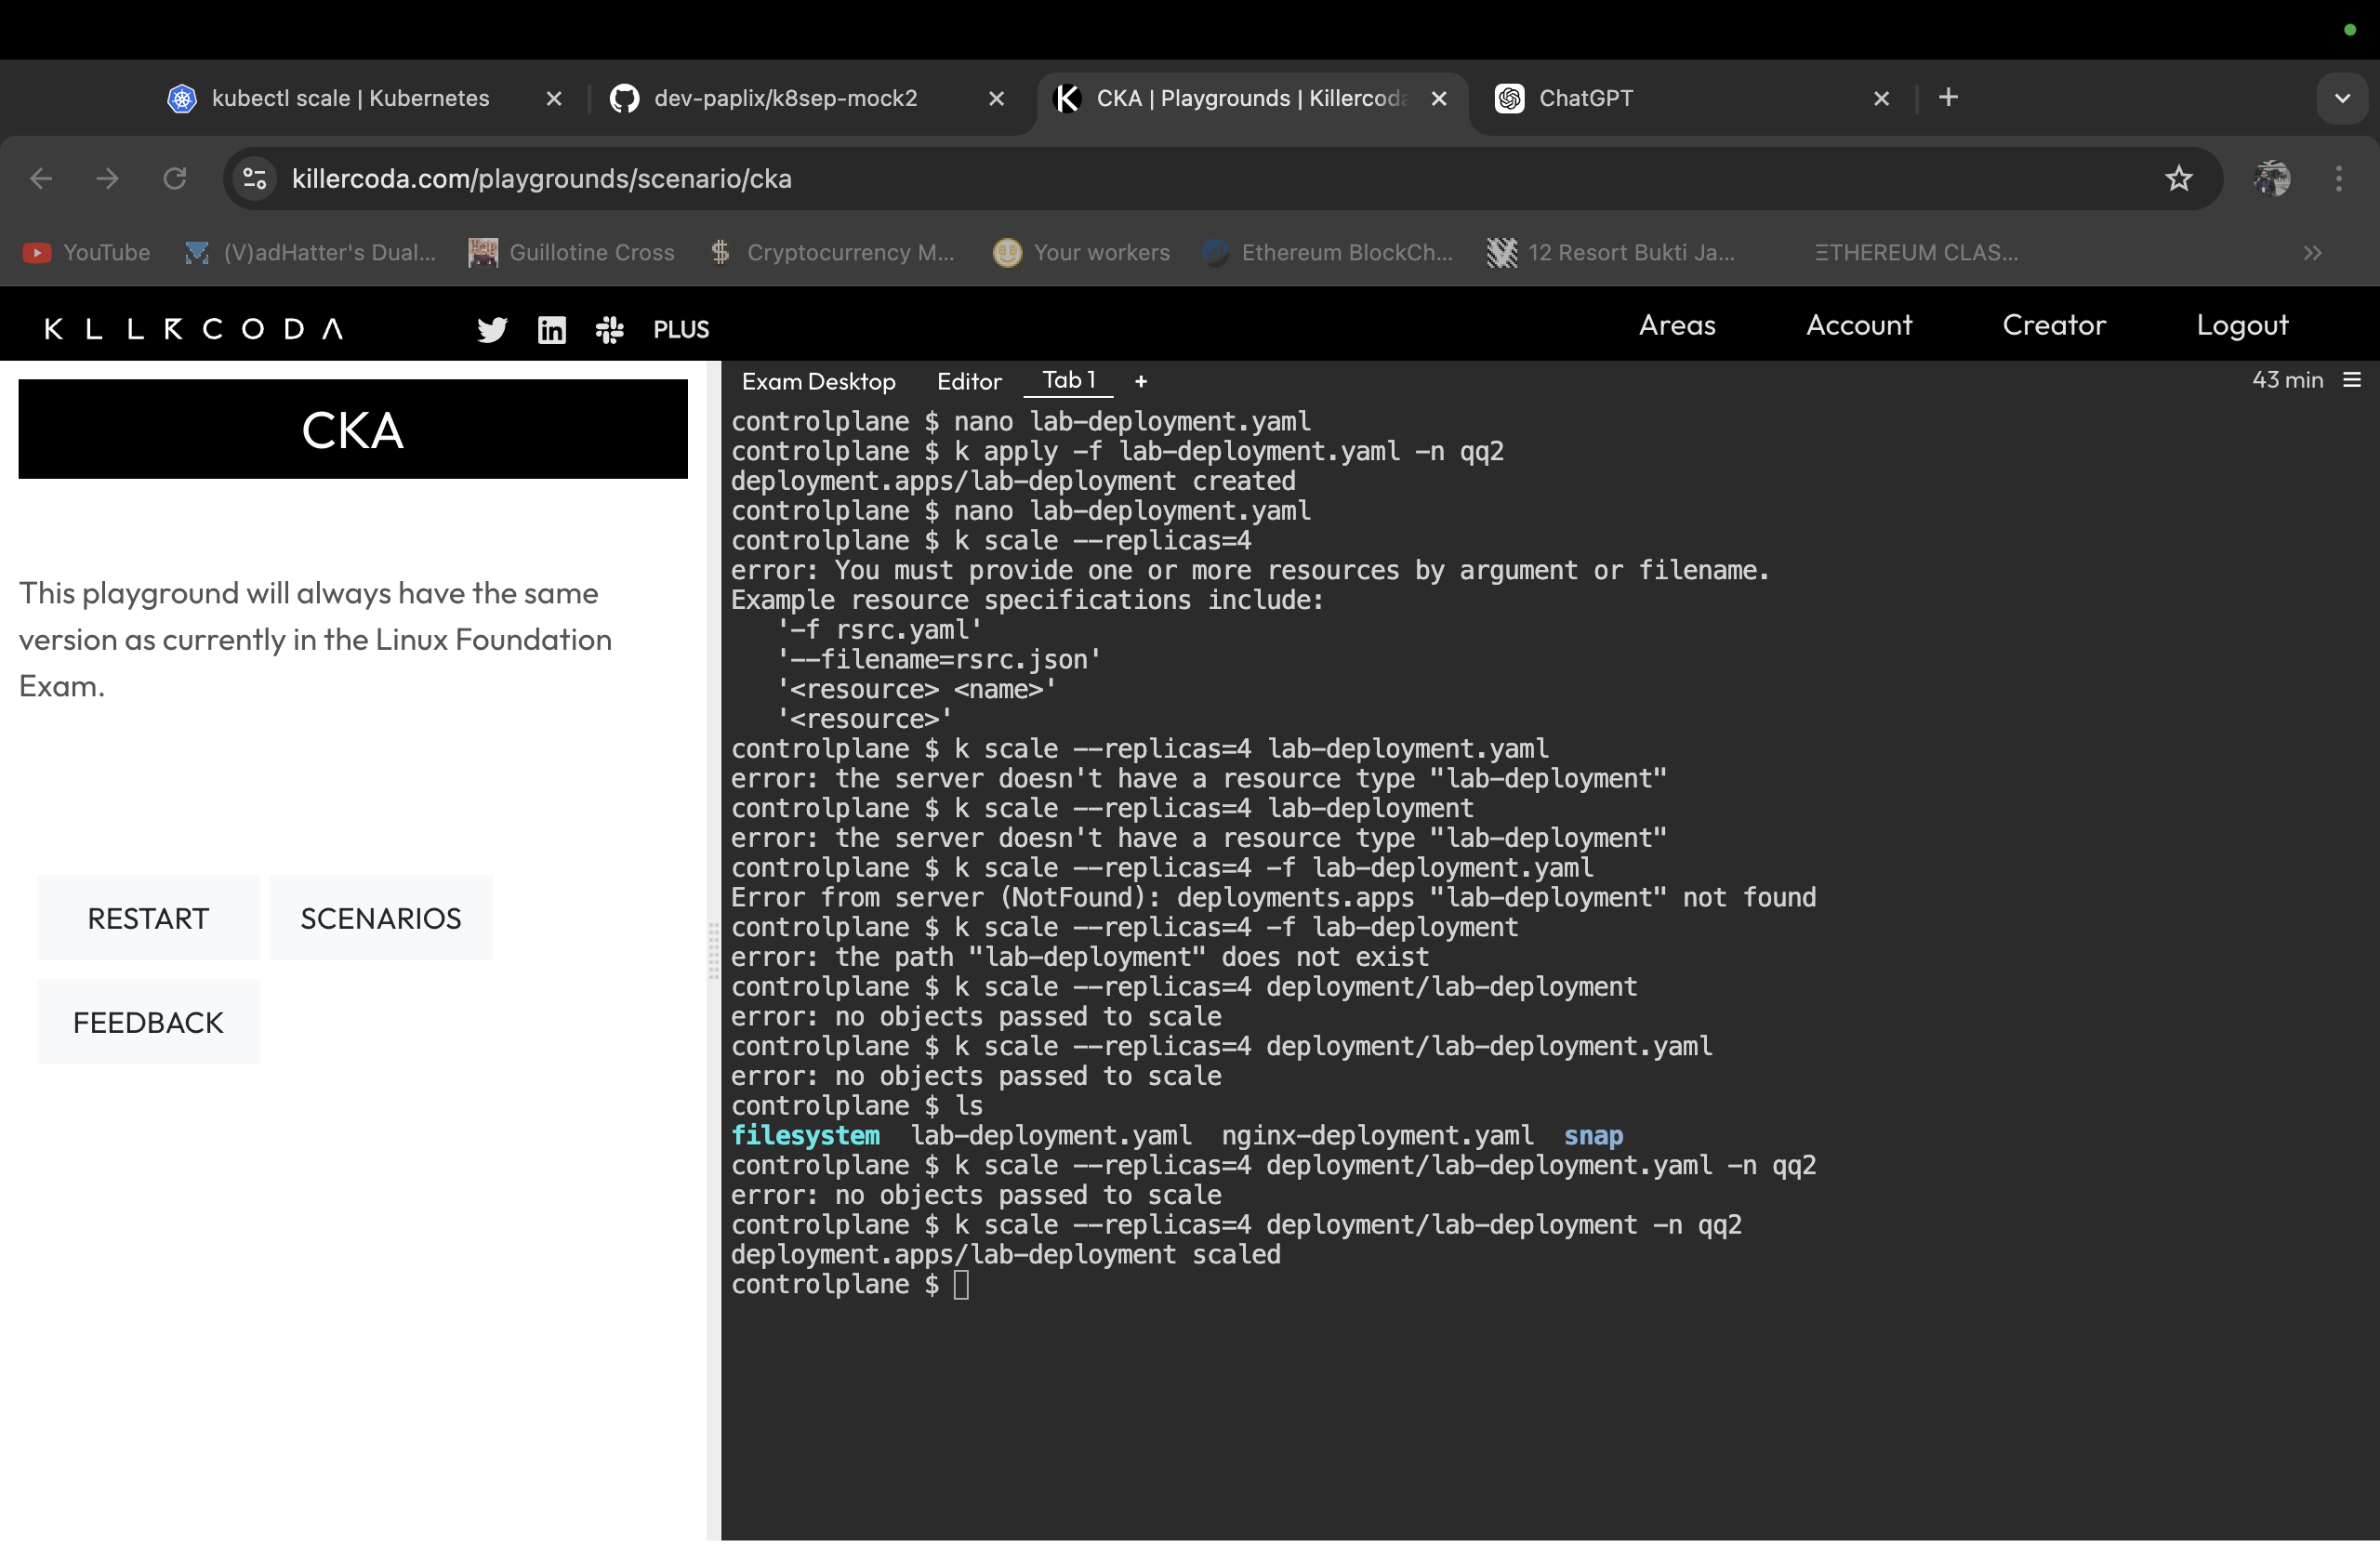 kubectl scale | Kubernetes
dev-paplix/k8sep-mock2
CKA | Playgrounds | Killercoda
ChatGPT
killercoda.com/playgrounds/scenario/cka
YouTube
(V)adHatter's Dual...
Guillotine Cross
Cryptocurrency M...
Your workers
Ethereum BlockCh...
12 Resort Bukti Ja...
ΞTHEREUM CLAS...
KLLRCODA
PLUS
Areas
Account
Creator
Logout
CKA
This playground will always have the same
version as currently in the Linux Foundation
Exam.
RESTART
SCENARIOS
FEEDBACK
Exam Desktop
Editor
Tab 1
+
43 min
controlplane $ nano lab-deployment.yaml
controlplane $ k apply -f lab-deployment.yaml -n qq2
deployment.apps/lab-deployment created
controlplane $ nano lab-deployment.yaml
controlplane $ k scale --replicas=4
error: You must provide one or more resources by argument or filename.
Example resource specifications include:
   '-f rsrc.yaml'
   '--filename=rsrc.json'
   '<resource> <name>'
   '<resource>'
controlplane $ k scale --replicas=4 lab-deployment.yaml
error: the server doesn't have a resource type "lab-deployment"
controlplane $ k scale --replicas=4 lab-deployment
error: the server doesn't have a resource type "lab-deployment"
controlplane $ k scale --replicas=4 -f lab-deployment.yaml
Error from server (NotFound): deployments.apps "lab-deployment" not found
controlplane $ k scale --replicas=4 -f lab-deployment
error: the path "lab-deployment" does not exist
controlplane $ k scale --replicas=4 deployment/lab-deployment
error: no objects passed to scale
controlplane $ k scale --replicas=4 deployment/lab-deployment.yaml
error: no objects passed to scale
controlplane $ ls
filesystem  lab-deployment.yaml  nginx-deployment.yaml  snap
controlplane $ k scale --replicas=4 deployment/lab-deployment.yaml -n qq2
error: no objects passed to scale
controlplane $ k scale --replicas=4 deployment/lab-deployment -n qq2
deployment.apps/lab-deployment scaled
controlplane $